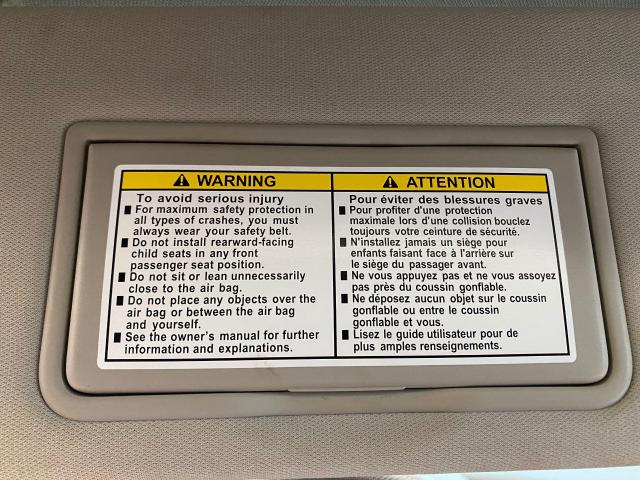 WARNING
To avoid serious injury
■ For maximum safety protection in
all types of crashes, you must
always wear your safety belt.
■ Do not install rearward-facing
child seats in any front
passenger seat position.
■ Do not sit or lean unnecessarily
close to the air bag.
■ Do not place any objects over the
air bag or between the air bag
and yourself.
■ See the owner's manual for further
information and explanations.
ATTENTION
Pour éviter des blessures graves
■ Pour profiter d'une protection
maximale lors d'une collision bouclez
toujours votre ceinture de sécurité.
■ N'installez jamais un siège pour
enfants faisant face à l'arrière sur
le siège du passager avant.
■ Ne vous appuyez pas et ne vous assoyez
pas près du coussin gonflable.
■ Ne déposez aucun objet sur le coussin
gonflable ou entre le coussin
gonflable et vous.
■ Lisez le guide utilisateur pour de
plus amples renseignements.